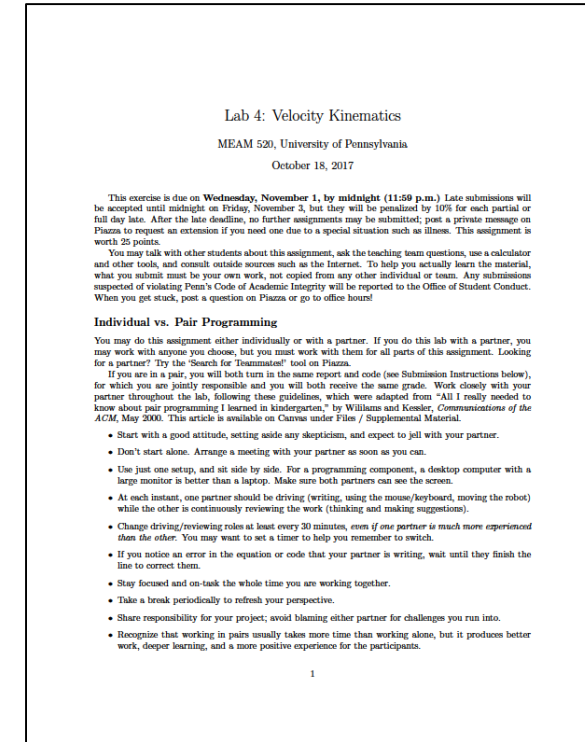 Lab 4: Velocity Kinematics
MEAM 520, University of Pennsylvania
October 18, 2017
This exercise is due on Wednesday, November 1, by midnight (11:59 p.m.) Late submissions will
be accepted until midnight on Friday, November 3, but they will be penalized by 10% for each partial or
full day late. After the late deadline, no further assignments may be submitted; post a private message on
Piazza to request an extension if you need one due to a special situation such as illness. This assignment is
worth 25 points.
You may talk with other students about this assignment, ask the teaching team questions, use a calculator
and other tools, and consult outside sources such as the Internet. To help you actually learn the material,
what you submit must be your own work, not copied from any other individual or team. Any submissions
suspected of violating Penn's Code of Academic Integrity will be reported to the Office of Student Conduct.
When you get stuck, post a question on Piazza or go to office hours!
Individual vs. Pair Programming
You may do this assignment either individually or with a partner. If you do this lab with a partner, you
may work with anyone you choose, but you must work with them for all parts of this assignment. Looking
for a partner? Try the 'Search for Teammates!' tool on Piazza.
If you are in a pair, you will both turn in the same report and code (see Submission Instructions below),
for which you are jointly responsible and you will both receive the same grade. Work closely with your
partner throughout the lab, following these guidelines, which were adapted from "All I really needed to
know about pair programming I learned in kindergarten," by Wililams and Kessler, Communications of the
ACM, May 2000. This article is available on Canvas under Files / Supplemental Material.
• Start with a good attitude, setting aside any skepticism, and expect to jell with your partner.
• Don't start alone. Arrange a meeting with your partner as soon as you can.
• Use just one setup, and sit side by side. For a programming component, a desktop computer with a
large monitor is better than a laptop. Make sure both partners can see the screen.
• At each instant, one partner should be driving (writing, using the mouse/keyboard, moving the robot)
while the other is continuously reviewing the work (thinking and making suggestions).
• Change driving/reviewing roles at least every 30 minutes, even if one partner is much more experienced
than the other. You may want to set a timer to help you remember to switch.
• If you notice an error in the equation or code that your partner is writing, wait until they finish the
line to correct them.
• Stay focused and on-task the whole time you are working together.
• Take a break periodically to refresh your perspective.
• Share responsibility for your project; avoid blaming either partner for challenges you run into.
• Recognize that working in pairs usually takes more time than working alone, but it produces better
work, deeper learning, and a more positive experience for the participants.
1